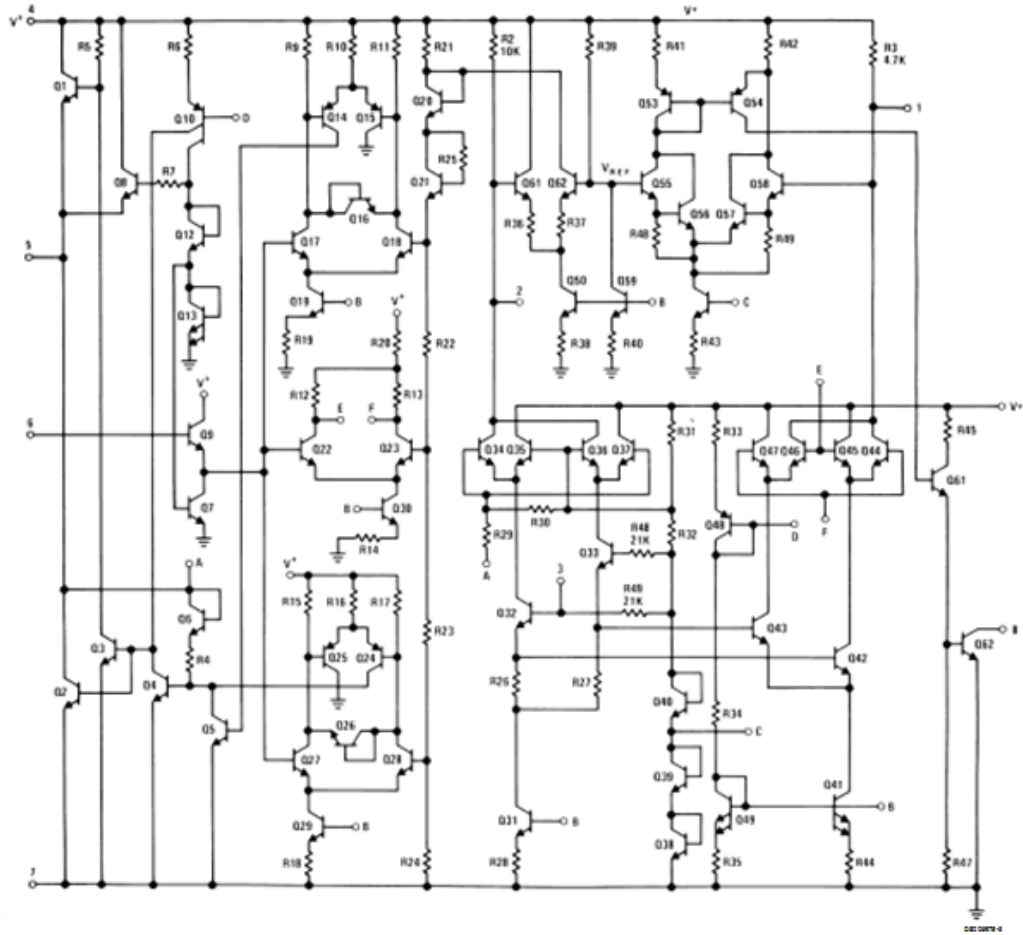 V⁺ 4
V⁺
R5
R6
R9
R10
R11
R21
R2
10K
R39
R41
R42
R3
4.7K
Q1
Q10
D
Q14
Q15
Q20
Q53
Q54
1
R25
Q8
R7
Q21
Q61
Q62
VREF
Q55
Q58
Q16
R36
R37
Q56
Q57
Q12
Q17
Q18
R48
R49
5
Q13
Q19
B
V⁺
2
Q50
Q59
B
C
R19
R20
R22
R38
R40
R43
V⁺
R12
R13
E
V⁺
6
Q9
E
F
R31
R33
R45
Q22
Q23
Q34
Q35
Q36
Q37
Q47
Q46
Q45
Q44
Q61
Q7
B
Q30
R29
R30
R48
21K
R32
Q48
D
F
R14
A
V⁺
A
Q33
3
R49
21K
R15
R16
R17
Q6
Q32
Q43
8
R23
Q62
Q3
R4
Q25
Q24
Q42
Q2
Q4
R26
R27
Q40
Q5
Q26
R34
C
Q27
Q28
Q39
Q41
Q29
B
Q31
B
Q49
B
Q38
R18
R24
R28
R35
R44
R47
7